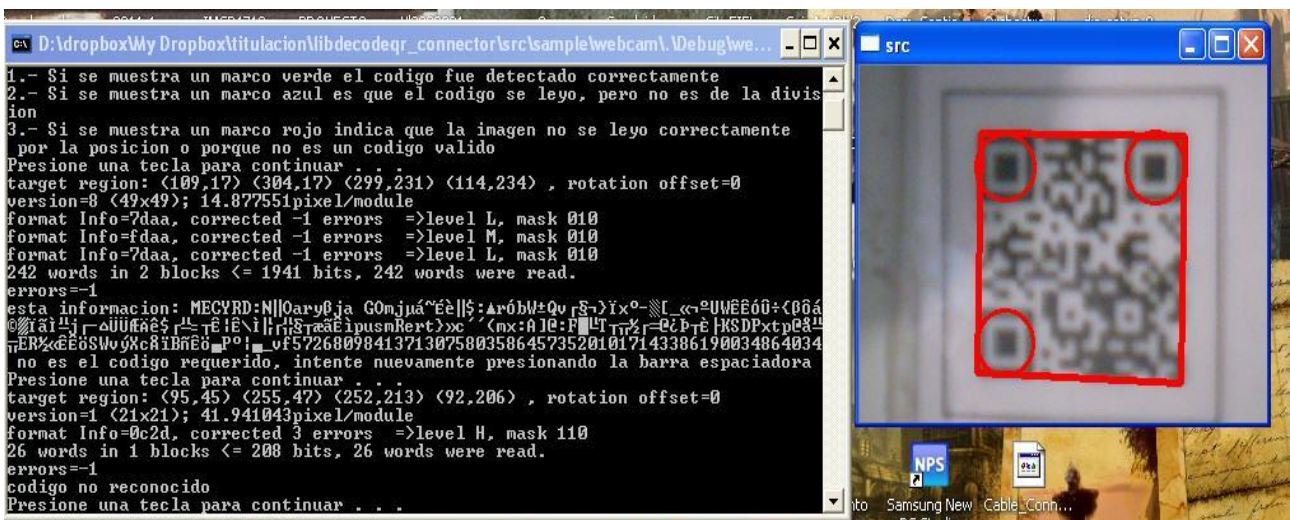 D:\dropbox\My Dropbox\titulacion\libdecodeqr_connector\src\sample\webcam\.\Debug\we...
1.- Si se muestra un marco verde el codigo fue detectado correctamente
2.- Si se muestra un marco azul es que el codigo se leyo, pero no es de la divis
ion
3.- Si se muestra un marco rojo indica que la imagen no se leyo correctamente
por la posicion o porque no es un codigo valido
Presione una tecla para continuar . . .
target region: (109,17) (304,17) (299,231) (114,234) , rotation offset=0
version=8 (49x49); 14.877551pixel/module
format Info=7daa, corrected -1 errors =>level L, mask 010
format Info=fdaa, corrected -1 errors =>level M, mask 010
format Info=7daa, corrected -1 errors =>level L, mask 010
242 words in 2 blocks <= 1941 bits, 242 words were read.
errors=-1
esta informacion:
no es el codigo requerido, intente nuevamente presionando la barra espaciadora
Presione una tecla para continuar . . .
target region: (95,45) (255,47) (252,213) (92,206) , rotation offset=0
version=1 (21x21); 41.941043pixel/module
format Info=0c2d, corrected 3 errors =>level H, mask 110
26 words in 1 blocks <= 208 bits, 26 words were read.
errors=-1
codigo no reconocido
Presione una tecla para continuar . . .
src
NPS
Samsung New
Cable_Conn...